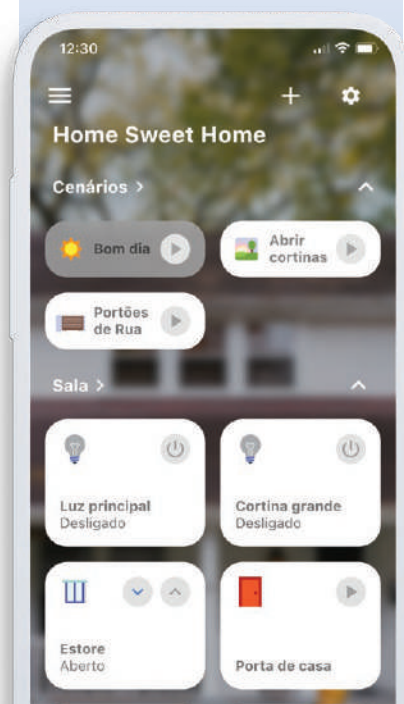 12:30
Home Sweet Home
Cenários >
Bom dia
Abrir
cortinas
Portões
de Rua
Sala >
Luz principal
Desligado
Cortina grande
Desligado
Estore
Aberto
Porta de casa